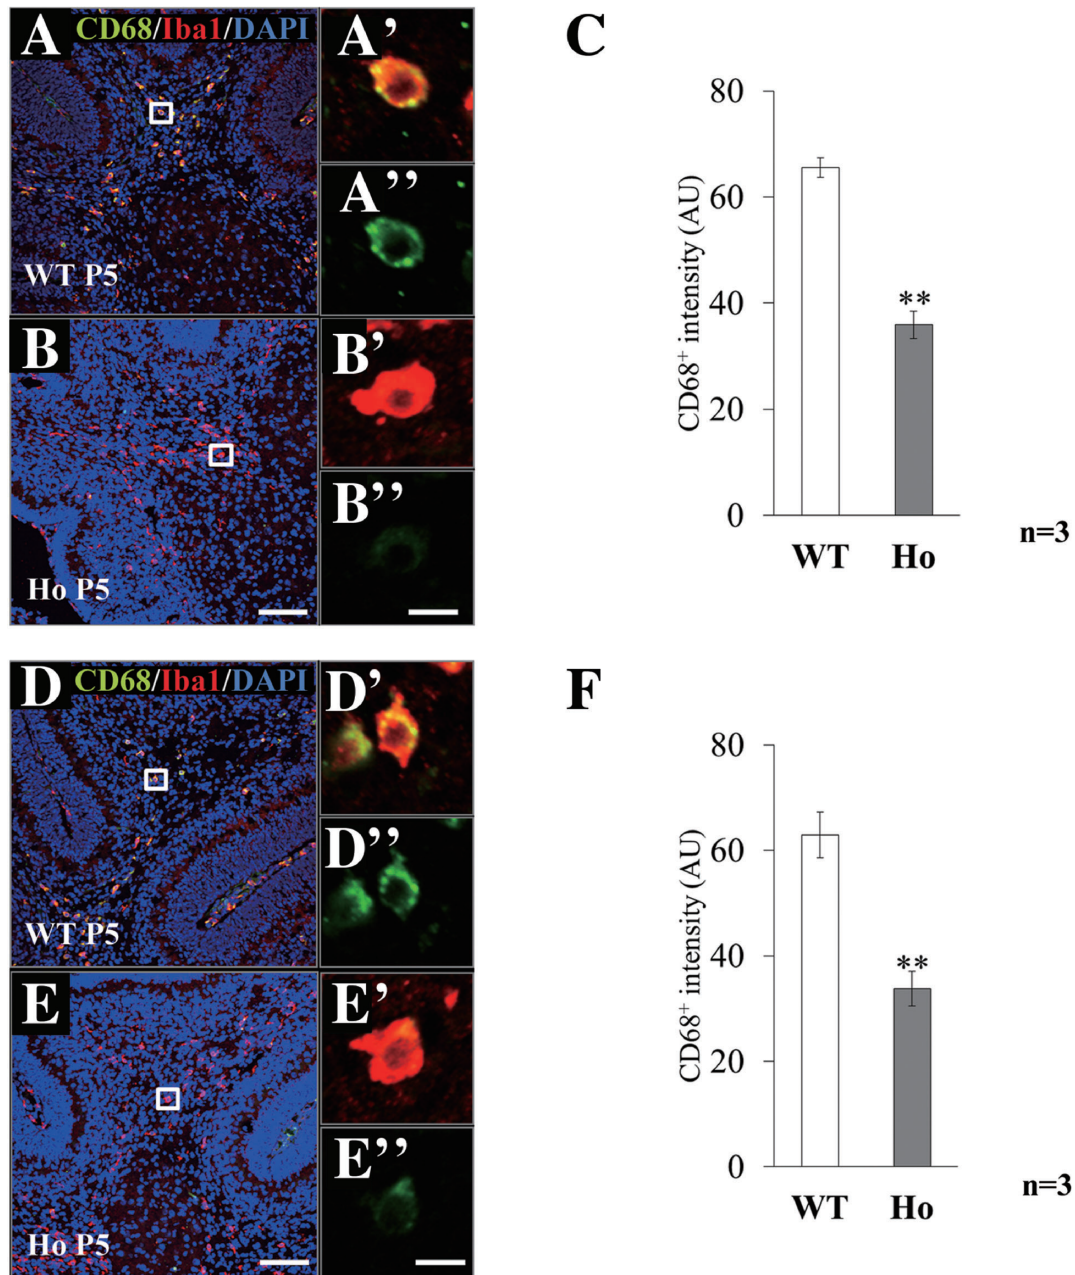 A CD68/Iba1/DAPI
WT P5
A’
A’’
B
Ho P5
B’
B’’
C
80
60
40
20
0
CD68+ intensity (AU)
**
WT Ho
n=3
D CD68/Iba1/DAPI
WT P5
D’
D’’
E
Ho P5
E’
E’’
F
80
60
40
20
0
CD68+ intensity (AU)
**
WT Ho
n=3